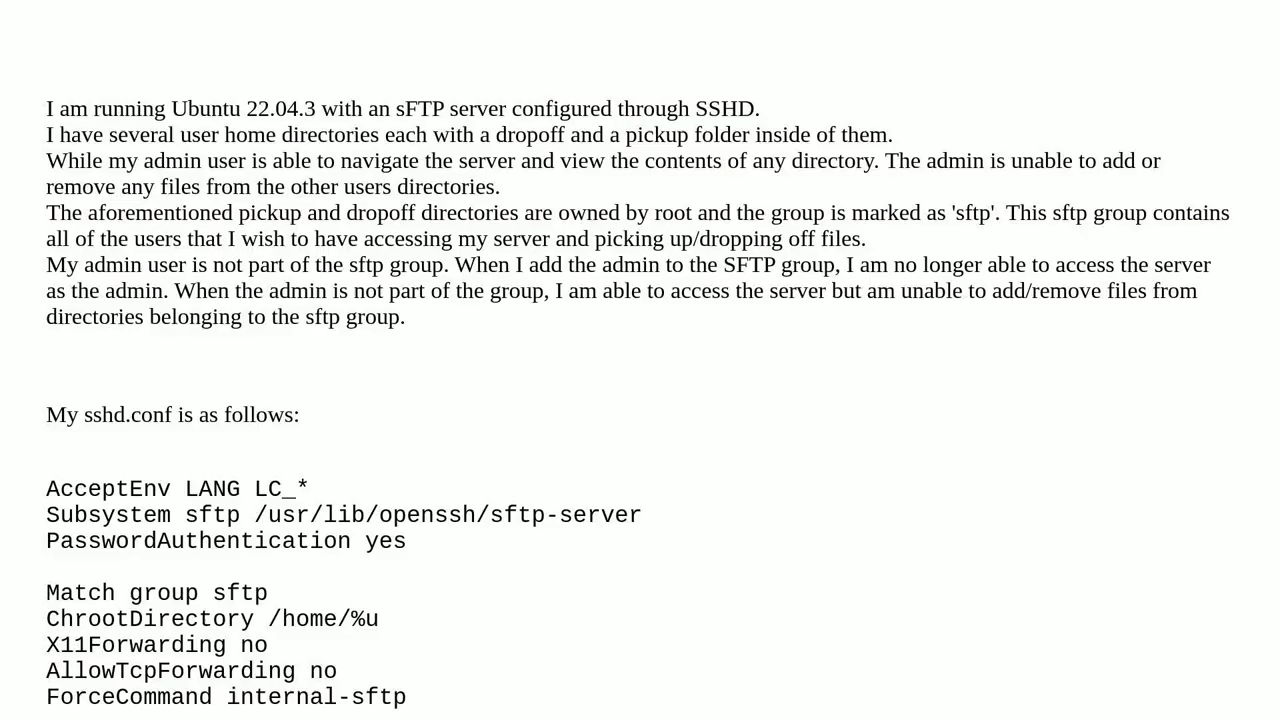 I am running Ubuntu 22.04.3 with an sFTP server configured through SSHD.
I have several user home directories each with a dropoff and a pickup folder inside of them.
While my admin user is able to navigate the server and view the contents of any directory. The admin is unable to add or
remove any files from the other users directories.
The aforementioned pickup and dropoff directories are owned by root and the group is marked as 'sftp'. This sftp group contains
all of the users that I wish to have accessing my server and picking up/dropping off files.
My admin user is not part of the sftp group. When I add the admin to the SFTP group, I am no longer able to access the server
as the admin. When the admin is not part of the group, I am able to access the server but am unable to add/remove files from
directories belonging to the sftp group.
My sshd.conf is as follows:
AcceptEnv LANG LC_*
Subsystem sftp /usr/lib/openssh/sftp-server
PasswordAuthentication yes
Match group sftp
ChrootDirectory /home/%u
X11Forwarding no
AllowTcpForwarding no
ForceCommand internal-sftp